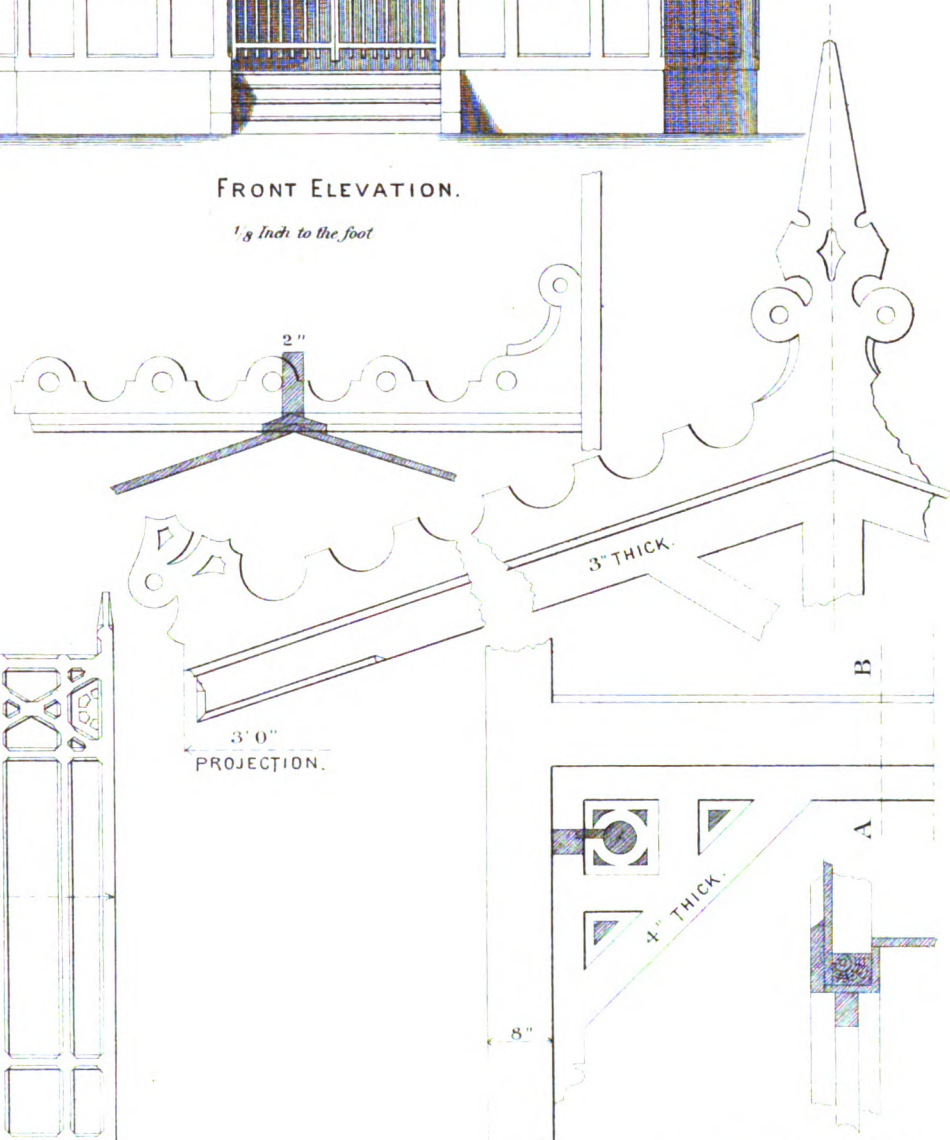 FRONT ELEVATION.
1/8 Inch to the foot
2"
3" THICK.
B
3' 0"
PROJECTION.
A
4" THICK.
8"